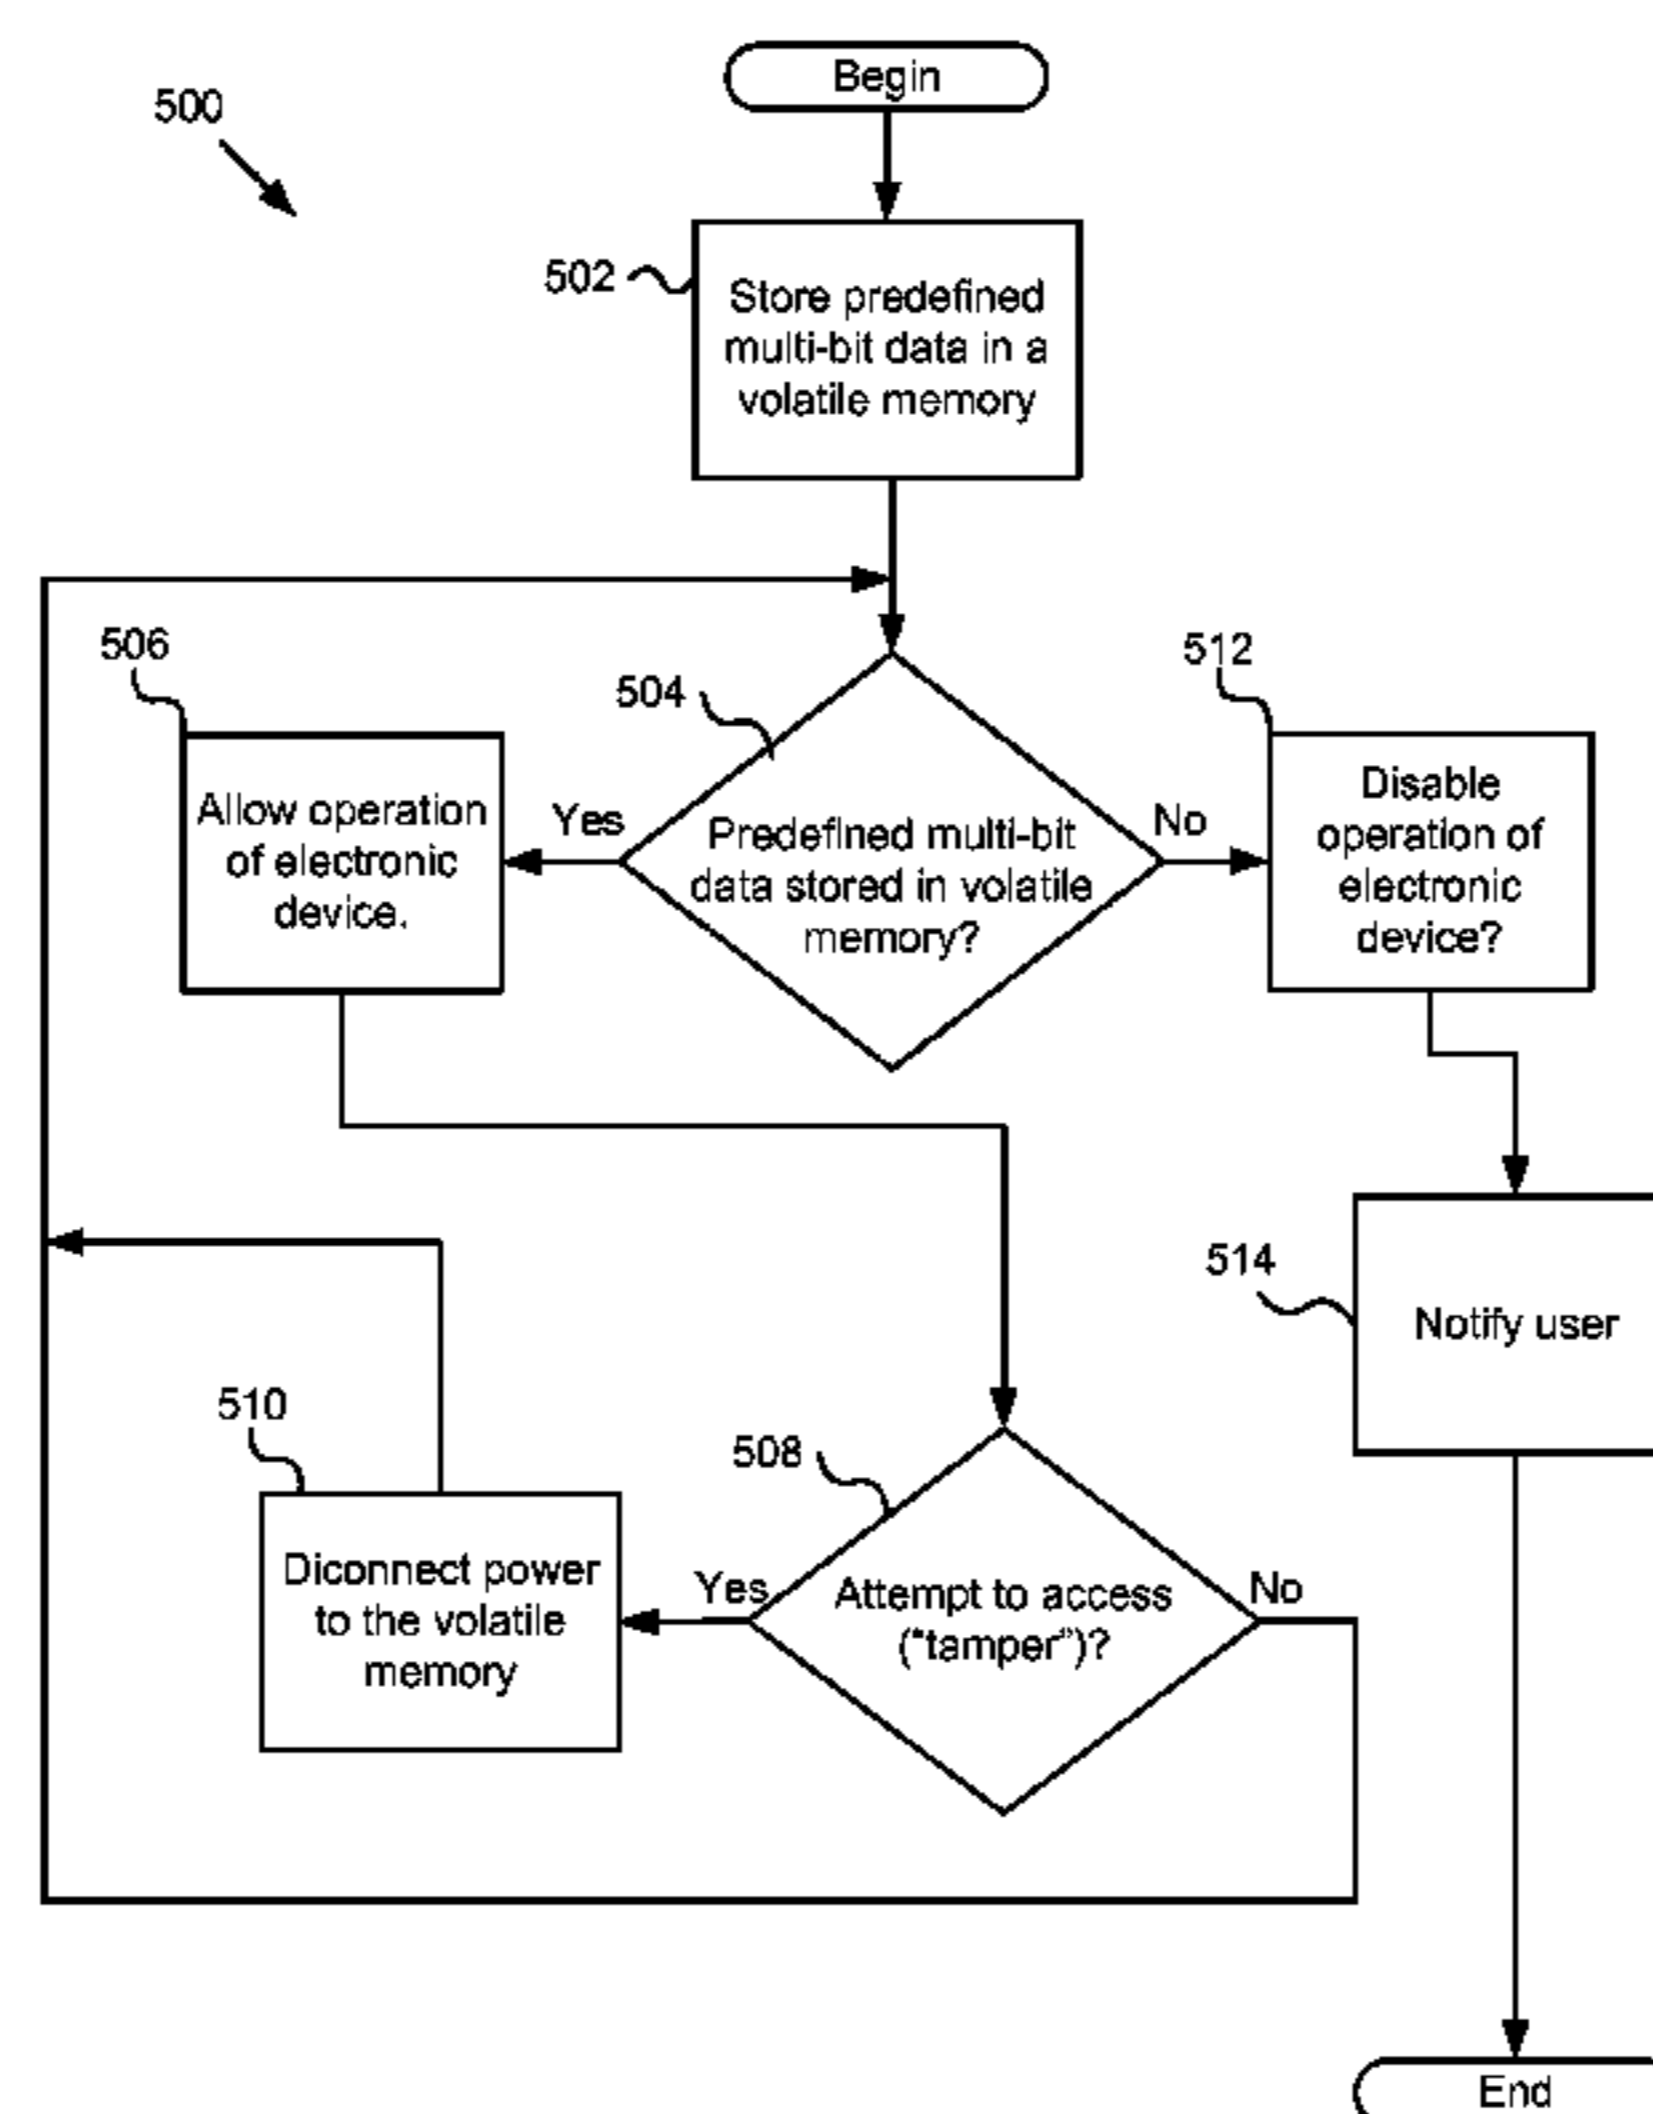 Begin
500
502
Store predefined
multi-bit data in a
volatile memory
506
504
512
Allow operation
of electronic
device.
Yes
Predefined multi-bit
data stored in volatile
memory?
No
Disable
operation of
electronic
device?
514
Notify user
510
508
Diconnect power
to the volatile
memory
Yes
Attempt to access
("tamper")?
No
End